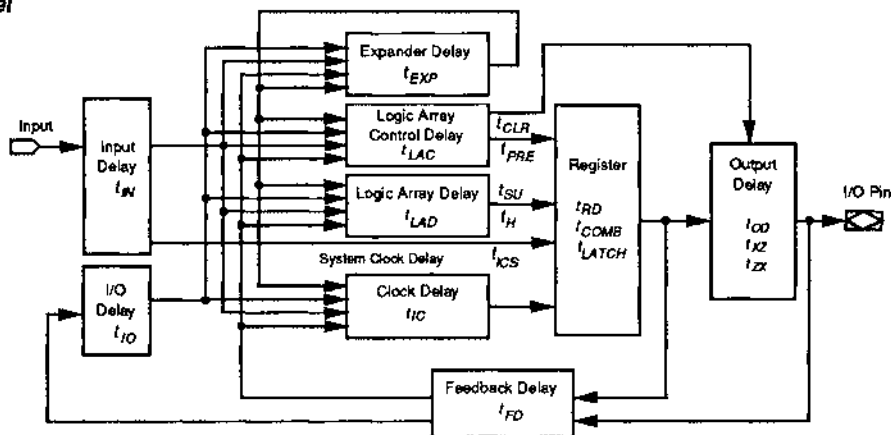 Expander Delay
tEXP
Input
Input
Delay
tIN
Logic Array
Control Delay
tLAC
tCLR
tPRE
Register
tRD
tCOMB
tLATCH
Output
Delay
tOD
tXZ
tZX
I/O Pin
Logic Array Delay
tLAD
tSU
tH
System Clock Delay
tICS
I/O
Delay
tIO
Clock Delay
tIC
Feedback Delay
tFD